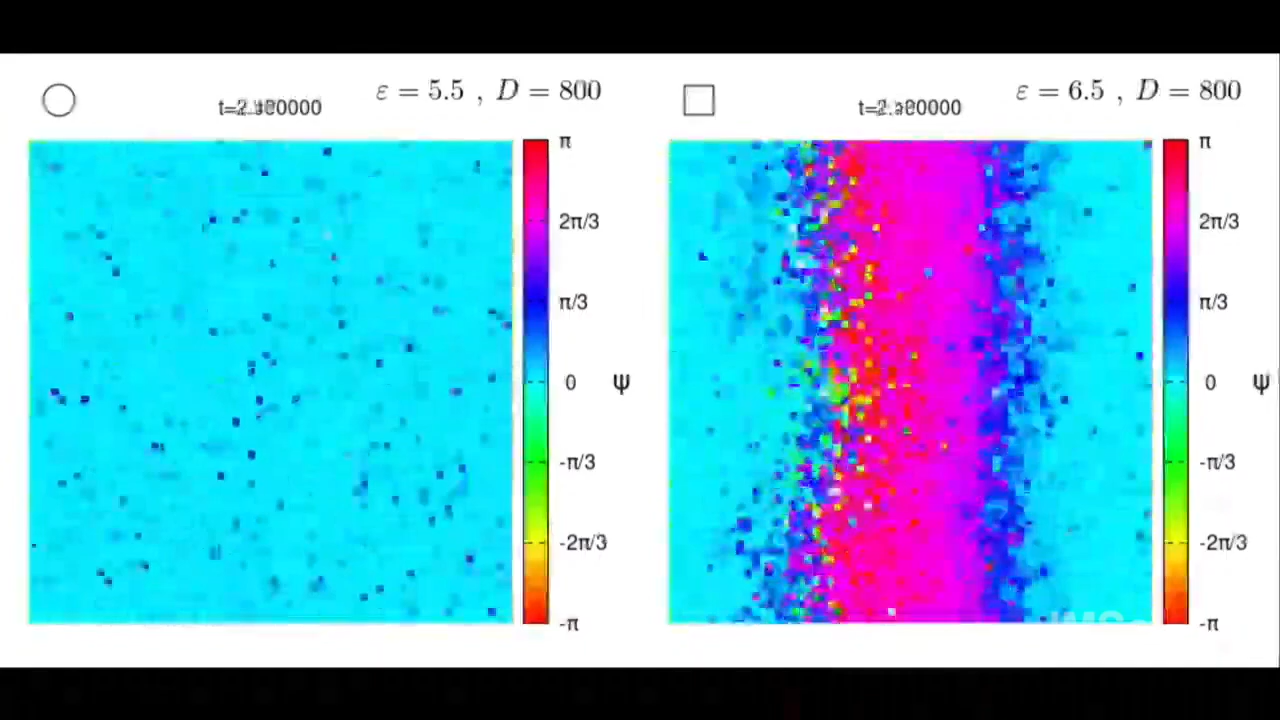 ε = 5.5 , D = 800
π
2π/3
π/3
0
ψ
-π/3
-2π/3
-π
ε = 6.5 , D = 800
π
2π/3
π/3
0
ψ
-π/3
-2π/3
-π